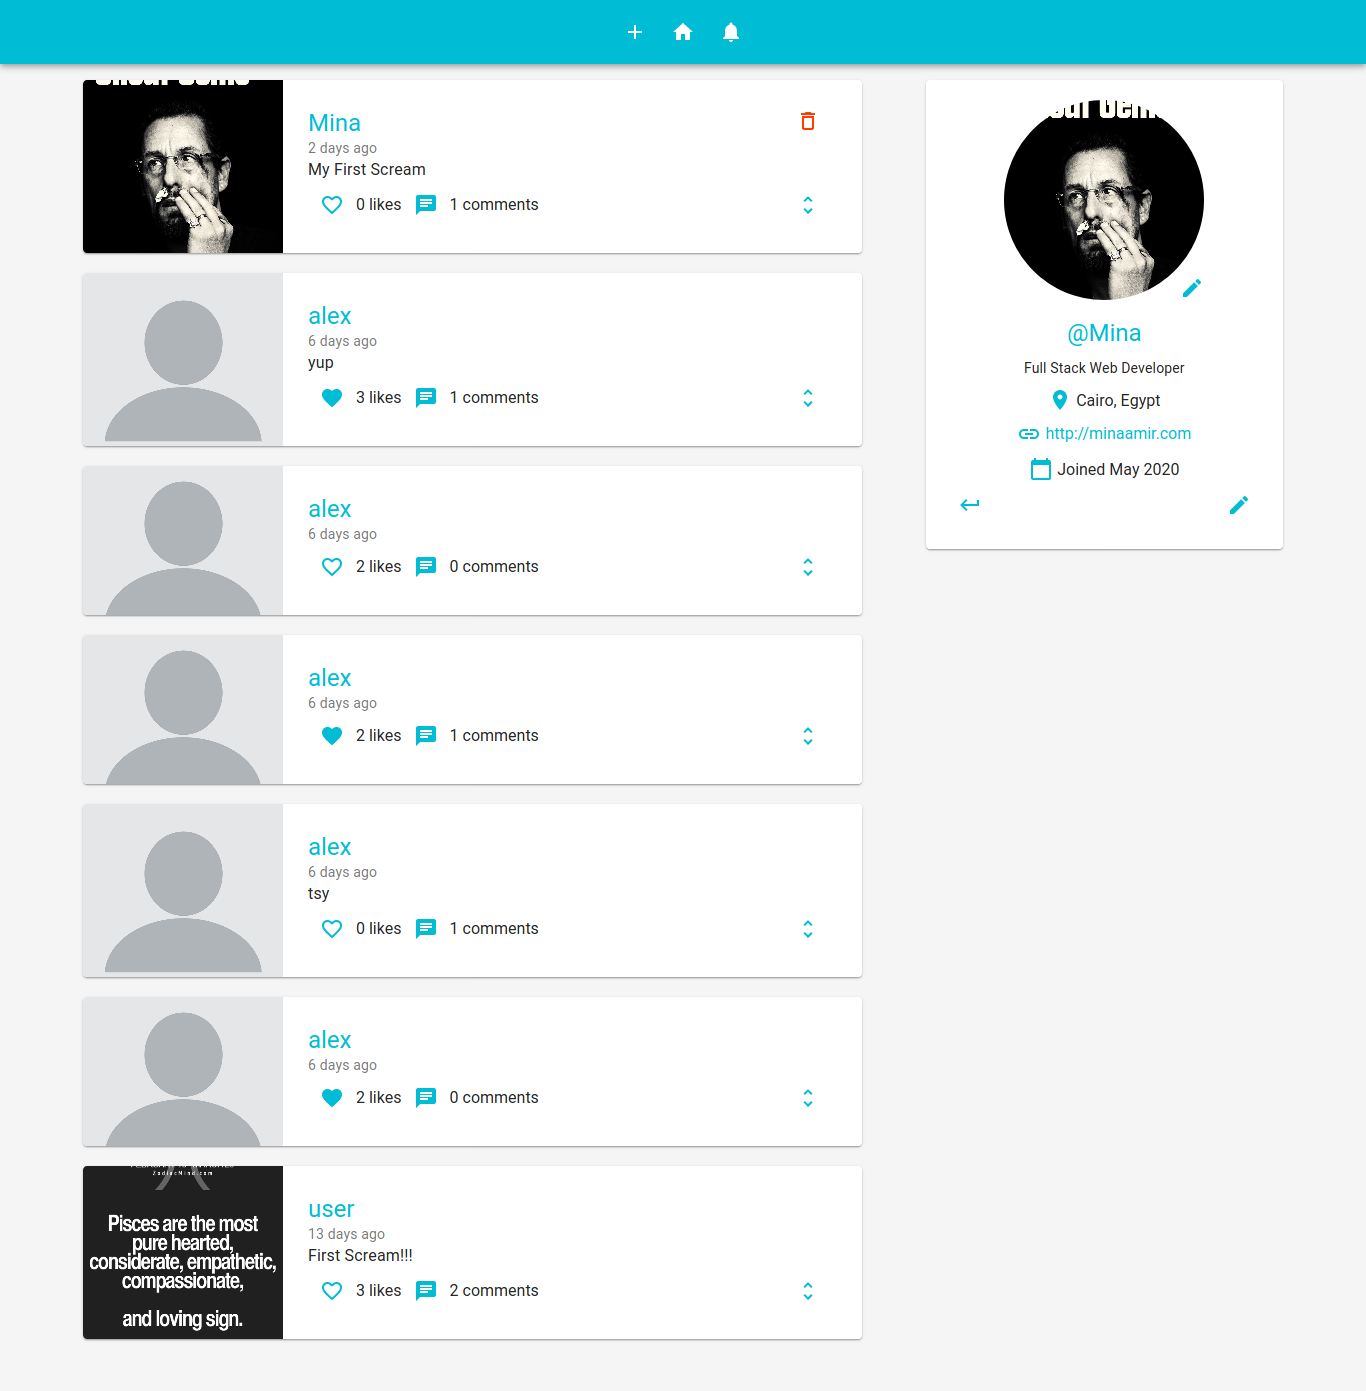 Mina
2 days ago
My First Scream
0 likes 1 comments
alex
6 days ago
yup
3 likes 1 comments
alex
6 days ago
2 likes 0 comments
alex
6 days ago
2 likes 1 comments
alex
6 days ago
tsy
0 likes 1 comments
alex
6 days ago
2 likes 0 comments
ZodiacMind.com
Pisces are the most
pure hearted,
considerate, empathetic,
compassionate,
and loving sign.
user
13 days ago
First Scream!!!
3 likes 2 comments
@Mina
Full Stack Web Developer
Cairo, Egypt
http://minaamir.com
Joined May 2020